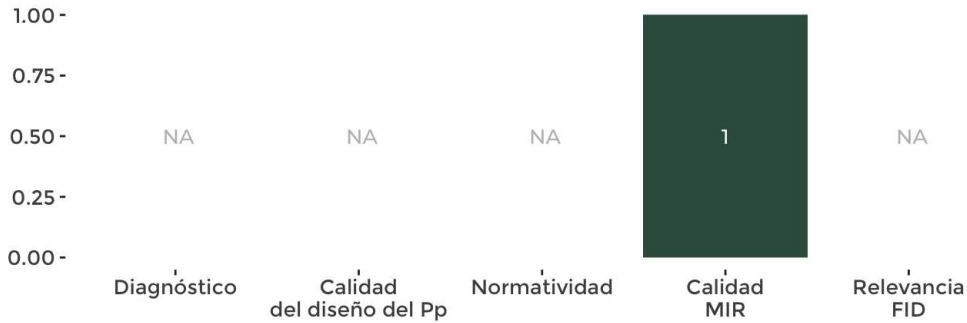 1.00
0.75
0.50
0.25
0.00
NA
NA
NA
1
NA
Diagnóstico
Calidad
del diseño del Pp
Normatividad
Calidad
MIR
Relevancia
FID